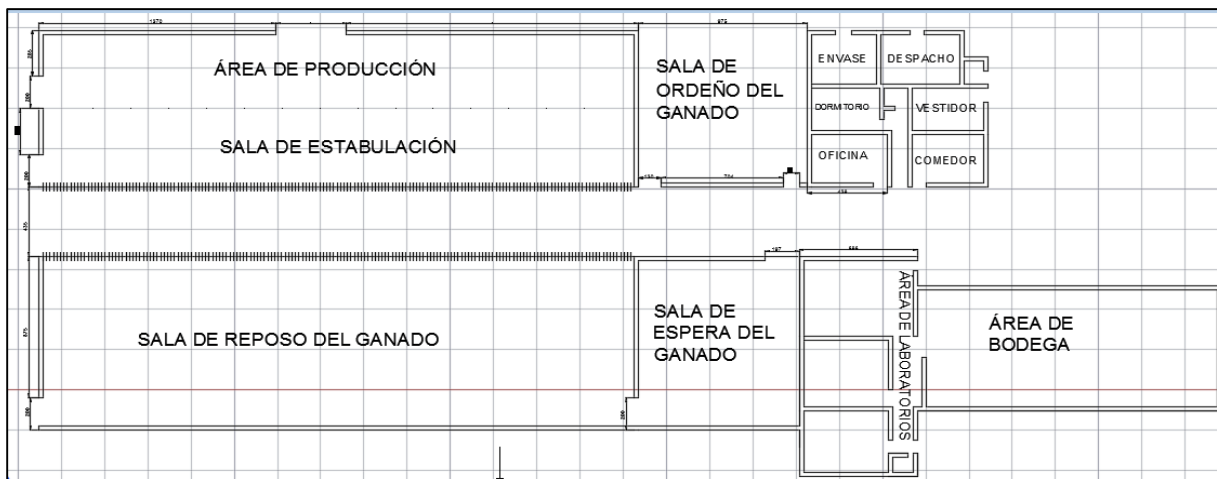 ÁREA DE PRODUCCIÓN
SALA DE
ORDEÑO DEL
GANADO
ENVASE
DESPACHO
DORMITORIO
VESTIDOR
SALA DE ESTABULACIÓN
OFICINA
COMEDOR
SALA DE REPOSO DEL GANADO
SALA DE
ESPERA DEL
GANADO
ÁREA DE LABORATORIOS
ÁREA DE
BODEGA